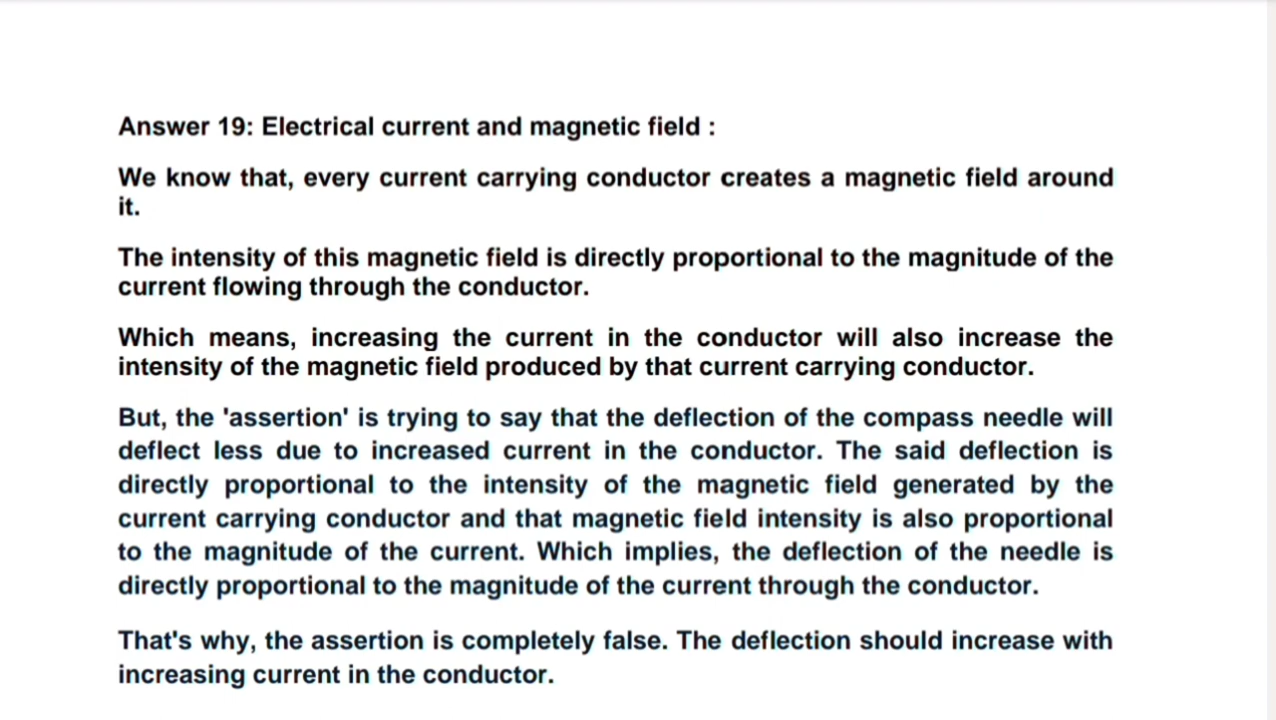 Answer 19: Electrical current and magnetic field :
We know that, every current carrying conductor creates a magnetic field around
it.
The intensity of this magnetic field is directly proportional to the magnitude of the
current flowing through the conductor.
Which means, increasing the current in the conductor will also increase the
intensity of the magnetic field produced by that current carrying conductor.
But, the 'assertion' is trying to say that the deflection of the compass needle will
deflect less due to increased current in the conductor. The said deflection is
directly proportional to the intensity of the magnetic field generated by the
current carrying conductor and that magnetic field intensity is also proportional
to the magnitude of the current. Which implies, the deflection of the needle is
directly proportional to the magnitude of the current through the conductor.
That's why, the assertion is completely false. The deflection should increase with
increasing current in the conductor.